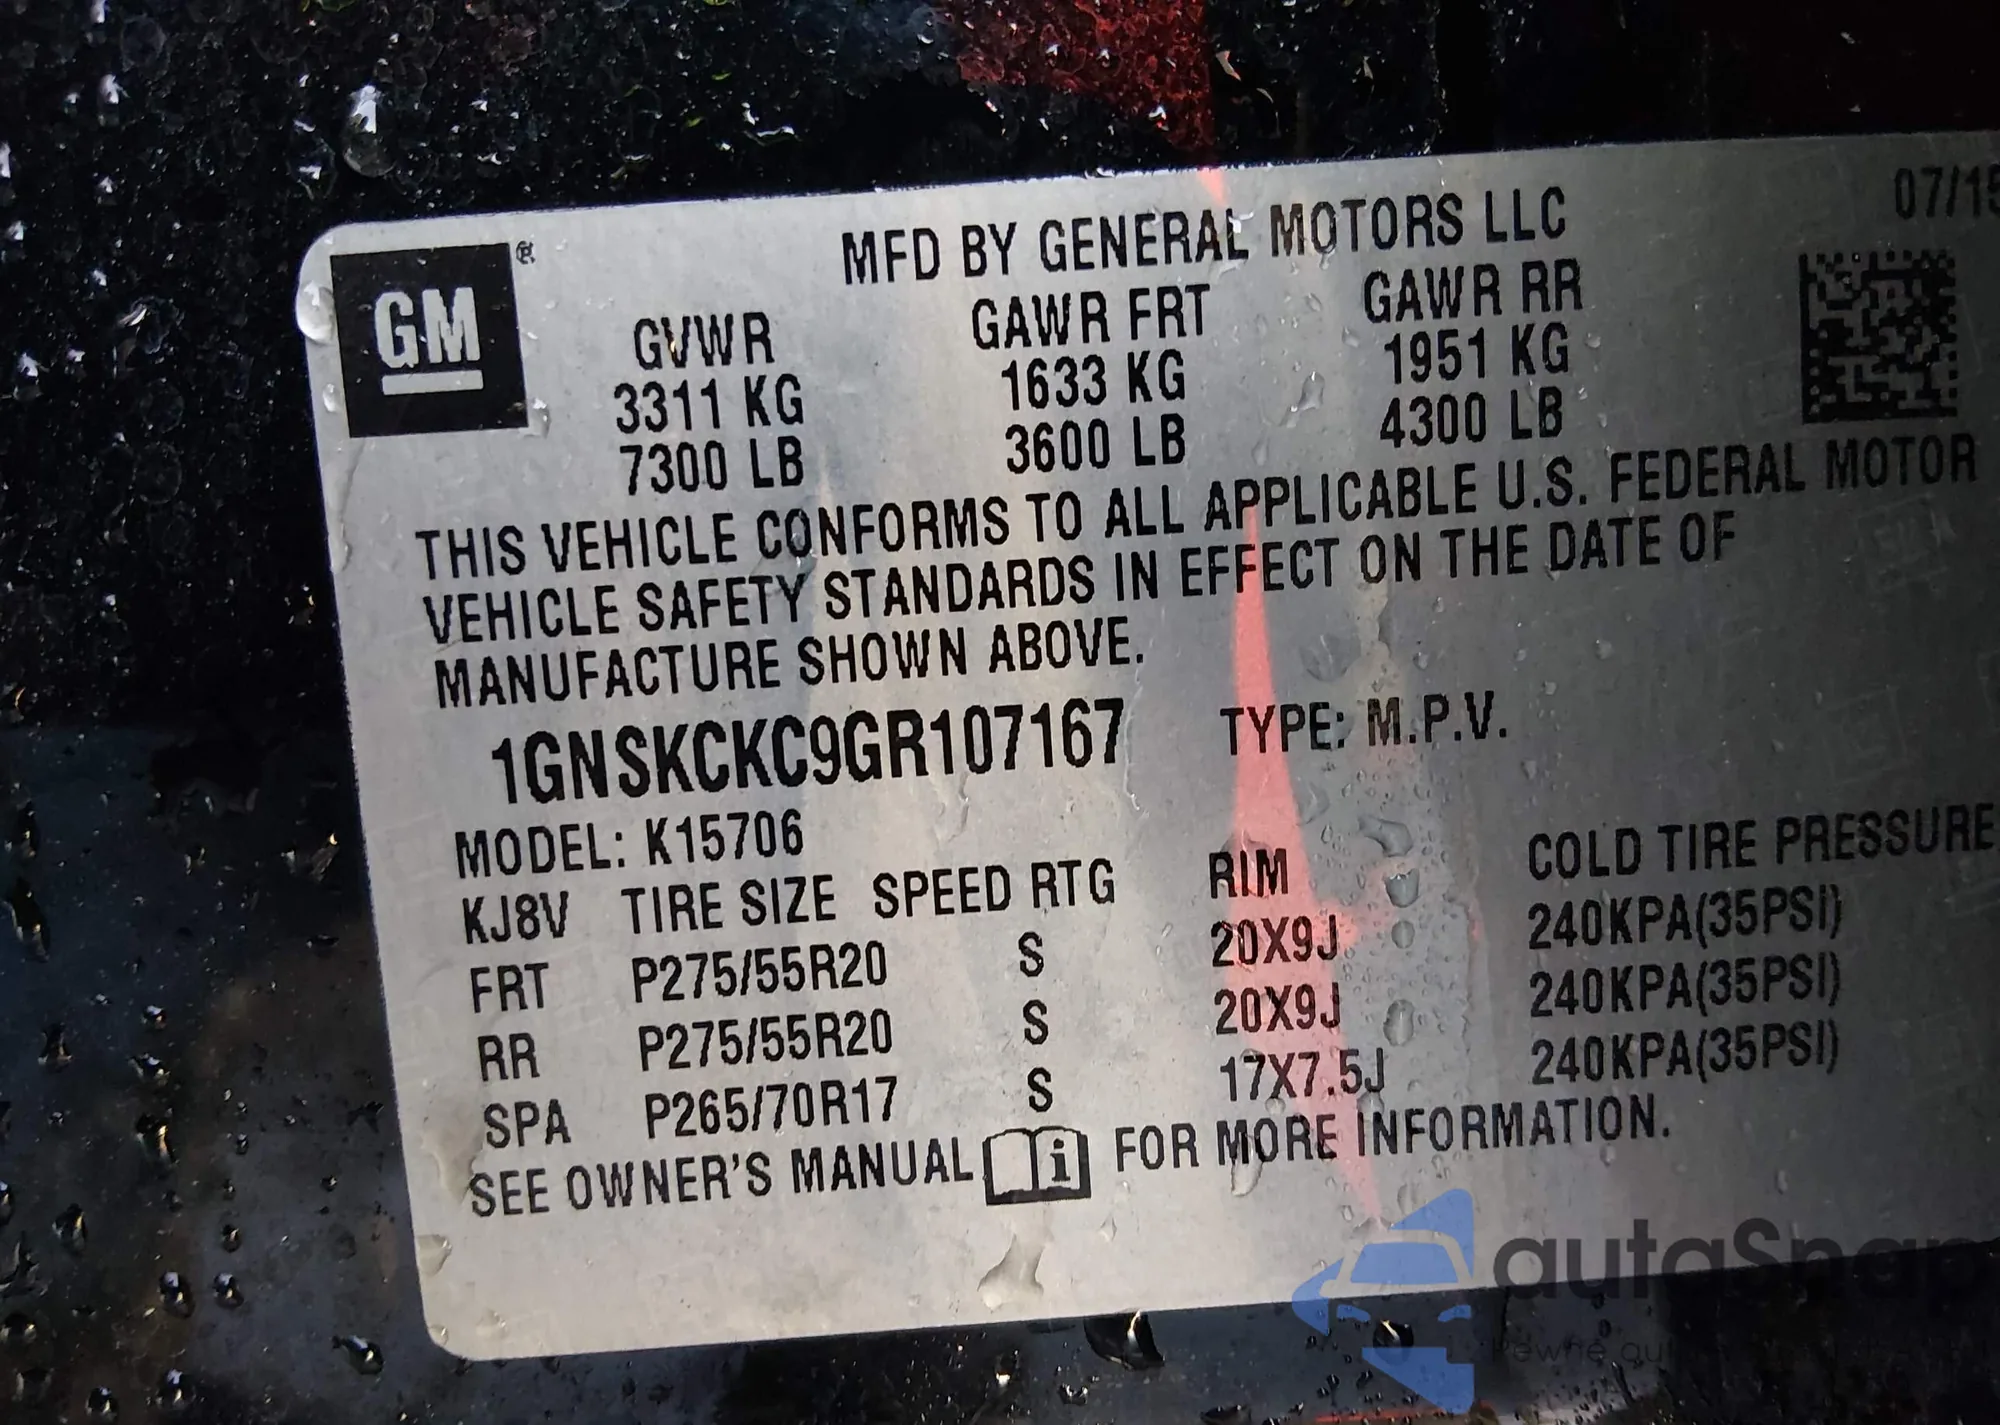 07/15
MFD BY GENERAL MOTORS LLC
GM®
GVWR GAWR FRT GAWR RR
3311 KG 1633 KG 1951 KG
7300 LB 3600 LB 4300 LB
THIS VEHICLE CONFORMS TO ALL APPLICABLE U.S. FEDERAL MOTOR
VEHICLE SAFETY STANDARDS IN EFFECT ON THE DATE OF
MANUFACTURE SHOWN ABOVE.
1GNSKCKC9GR107167 TYPE: M.P.V.
MODEL: K15706
KJ8V TIRE SIZE SPEED RTG RIM COLD TIRE PRESSURE
FRT P275/55R20 S 20X9J 240KPA(35PSI)
RR P275/55R20 S 20X9J 240KPA(35PSI)
SPA P265/70R17 S 17X7.5J 240KPA(35PSI)
SEE OWNER'S MANUAL i FOR MORE INFORMATION.
autaSnap
Pewne